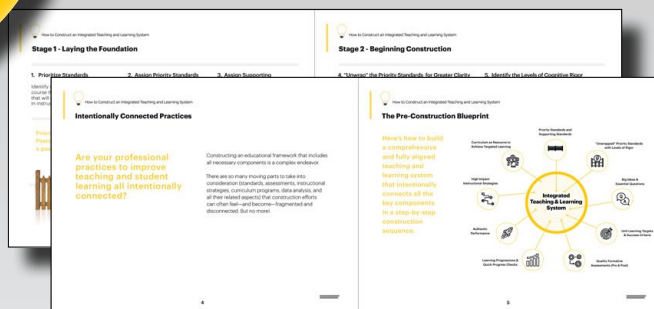 How to Construct an Integrated Teaching and Learning System
Stage 1 - Laying the Foundation
1. Prioritize Standards
2. Assign Priority Standards
3. Assign Supporting
How to Construct an Integrated Teaching and Learning System
Stage 2 - Beginning Construction
4. "Unwrap" the Priority Standards for Greater Clarity
5. Identify the Levels of Cognitive Rigor
How to Construct an Integrated Teaching and Learning System
Intentionally Connected Practices
Are your professional
practices to improve
teaching and student
learning all intentionally
connected?
Constructing an educational framework that includes
all necessary components is a complex endeavor.
There are so many moving parts to take into
consideration (standards, assessments, instructional
strategies, curriculum programs, data analysis, and
all their related aspects) that construction efforts
can often feel—and become—fragmented and
disconnected. But no more!
4
How to Construct an Integrated Teaching and Learning System
The Pre-Construction Blueprint
Here's how to build
a comprehensive
and fully aligned
teaching and
learning system
that intentionally
connects all the
key components
in a step-by-step
construction
sequence.
Priority Standards and
Supporting Standards
"Unwrapped" Priority Standards
with Levels of Rigor
Big Ideas &
Essential Questions
Unit Learning Targets
& Success Criteria
Quality Formative
Assessments (Pre & Post)
Learning Progressions &
Quick Progress Checks
Authentic
Performance
High Impact
Instructional Strategies
Curriculum as Resource to
Achieve Targeted Learning
Integrated
Teaching & Learning
System
5